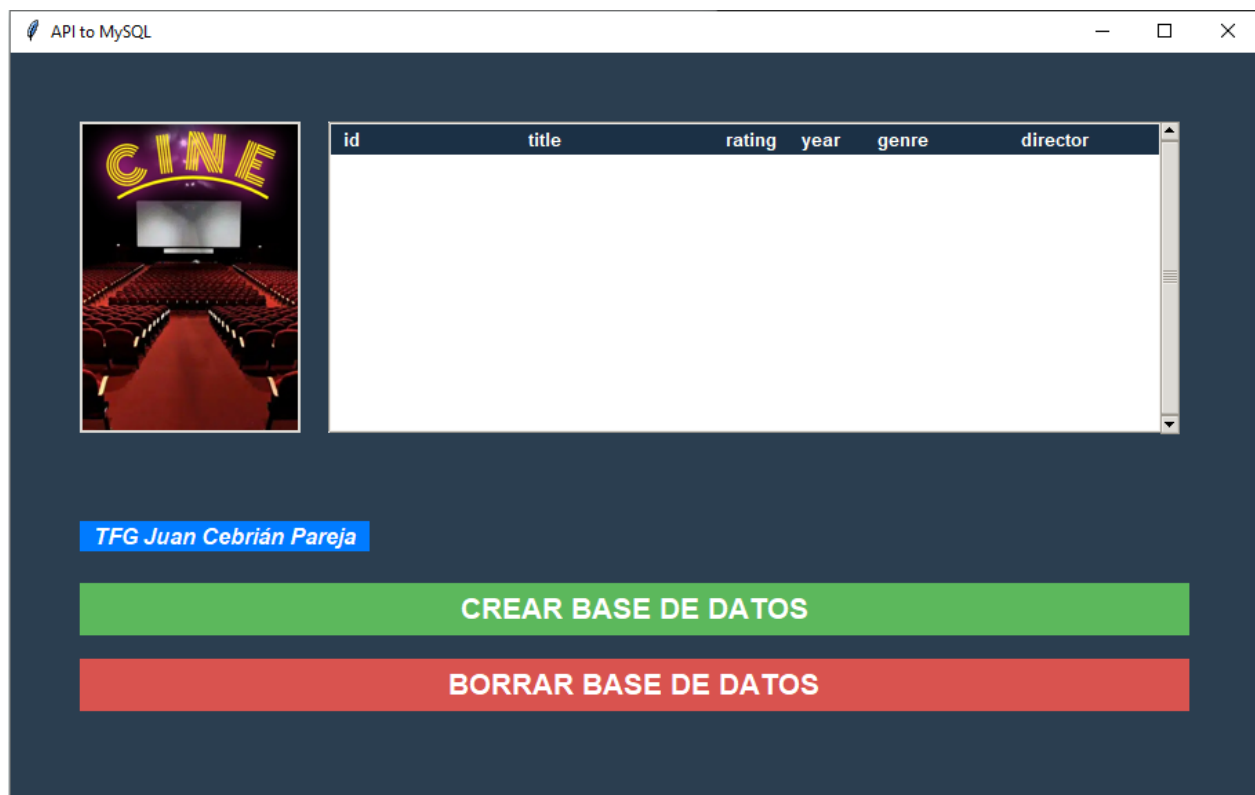 API to MySQL
CINE
id title rating year genre director
TFG Juan Cebrián Pareja
CREAR BASE DE DATOS
BORRAR BASE DE DATOS